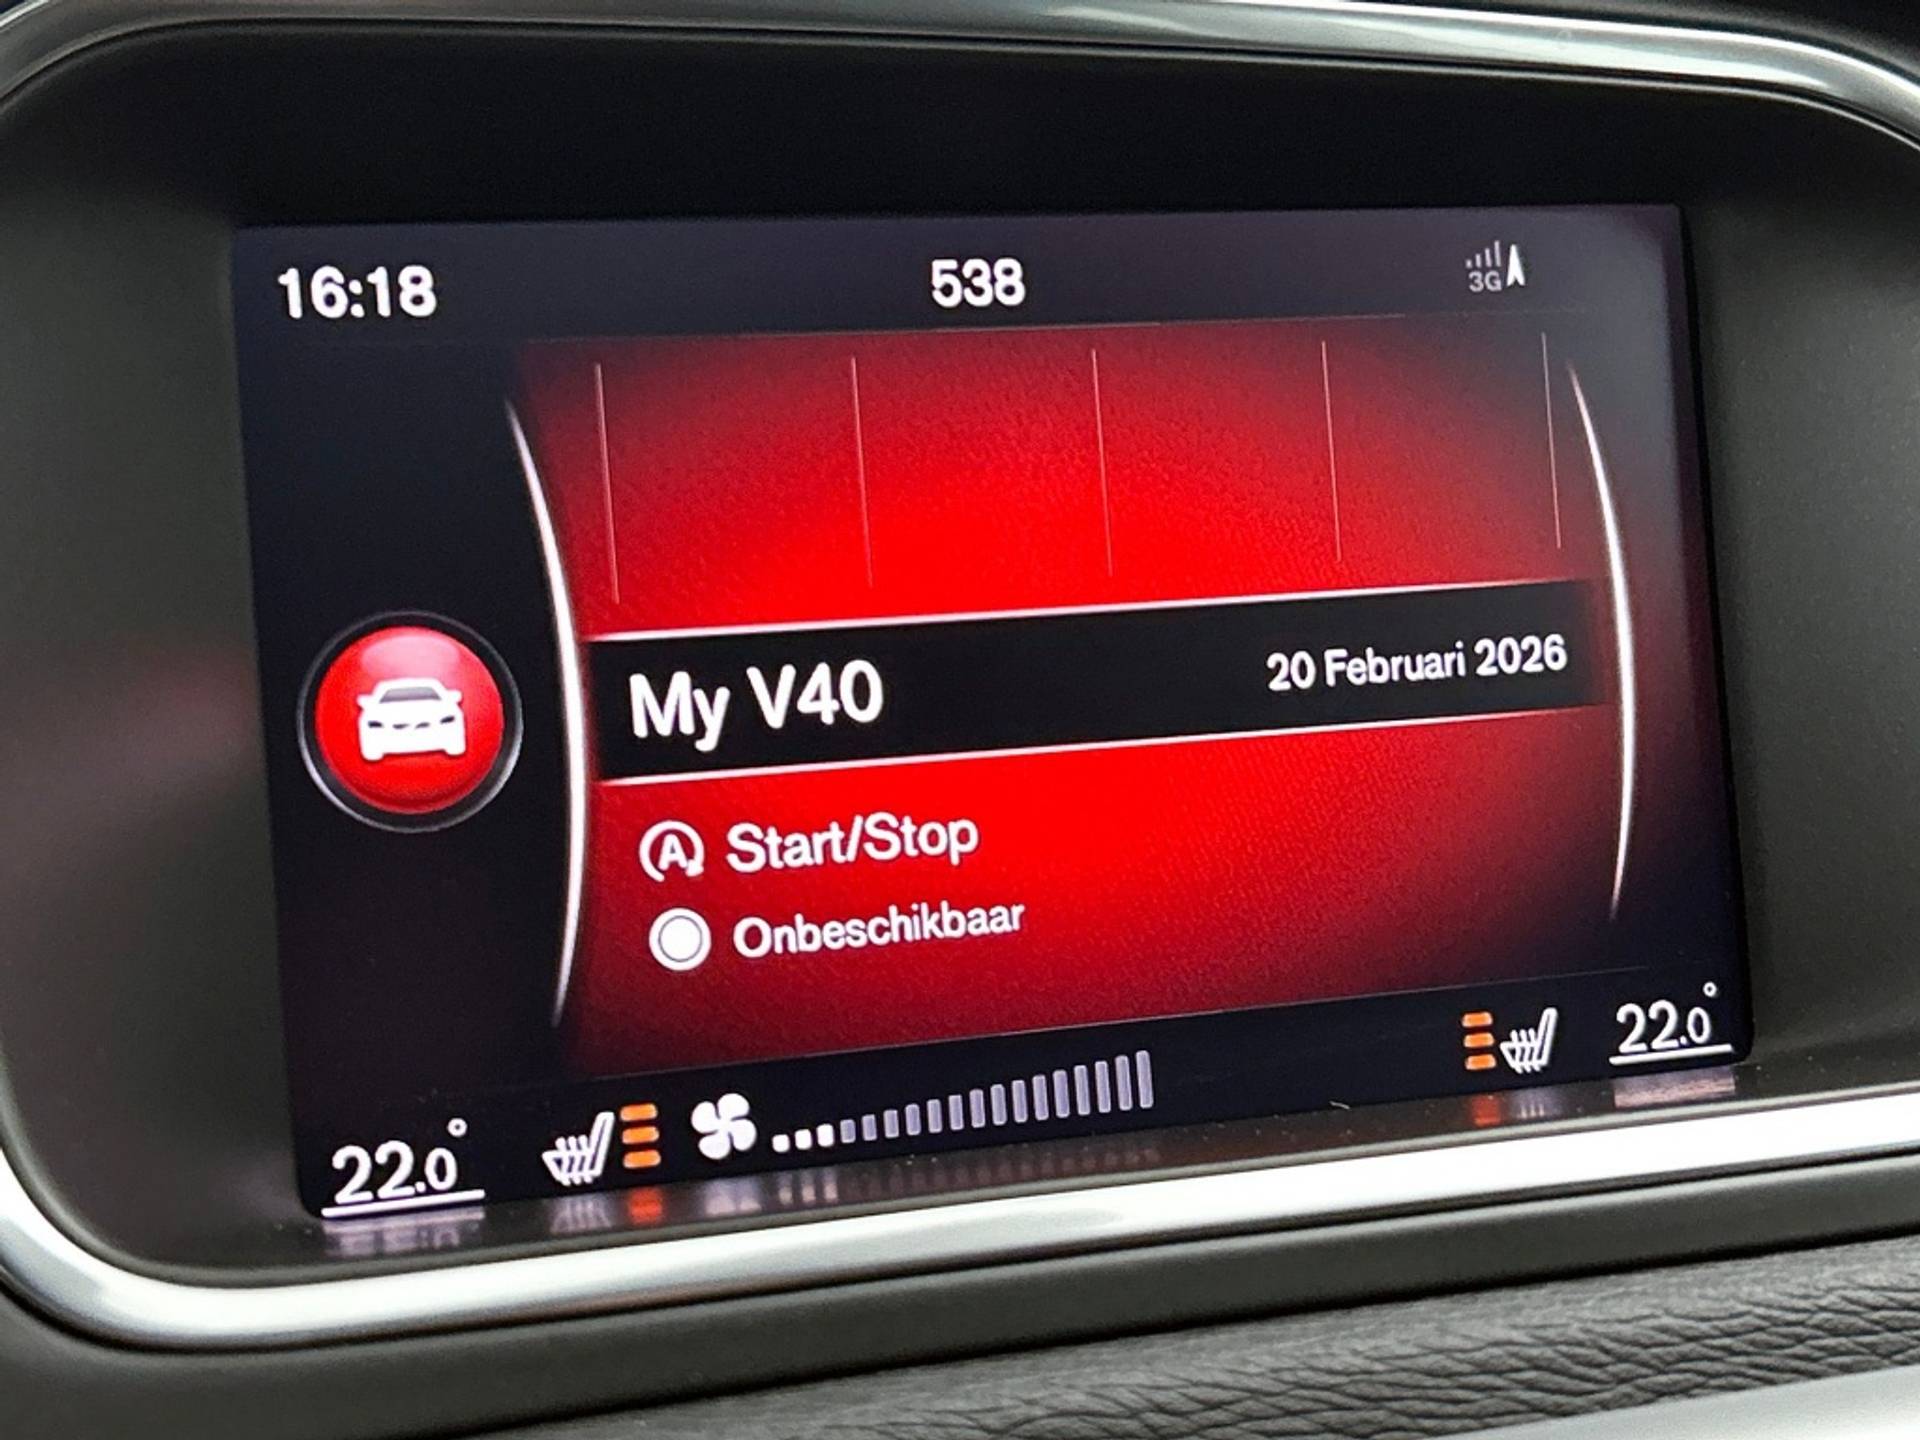 16:18
538
3G
My V40
20 Februari 2026
A Start/Stop
Onbeschikbaar
22.0°
22.0°